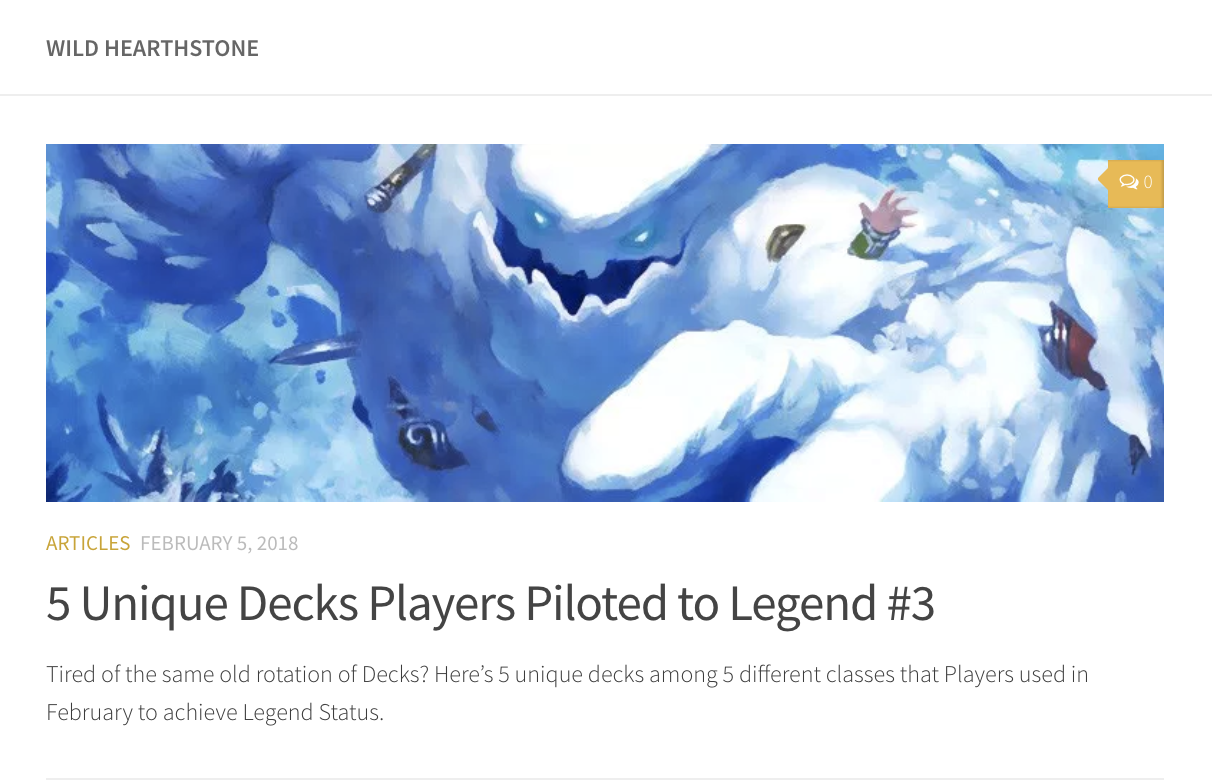 WILD HEARTHSTONE
0
ARTICLES FEBRUARY 5, 2018
5 Unique Decks Players Piloted to Legend #3
Tired of the same old rotation of Decks? Here’s 5 unique decks among 5 different classes that Players used in
February to achieve Legend Status.